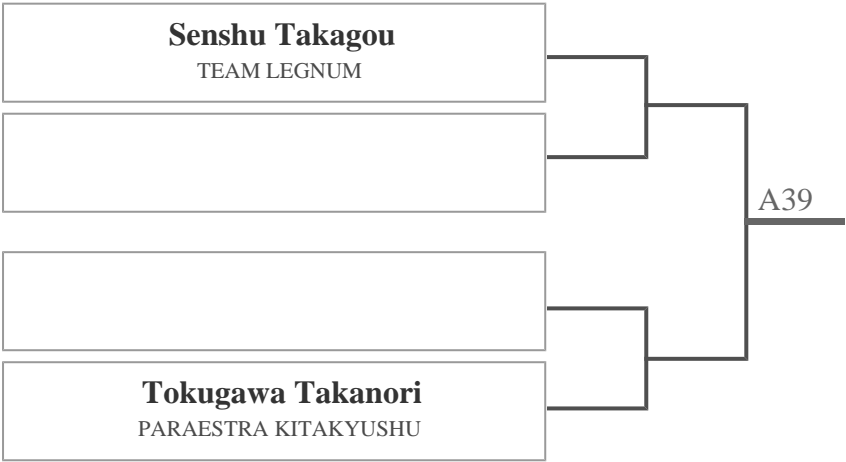 Senshu Takagou
TEAM LEGNUM
A39
Tokugawa Takanori
PARAESTRA KITAKYUSHU